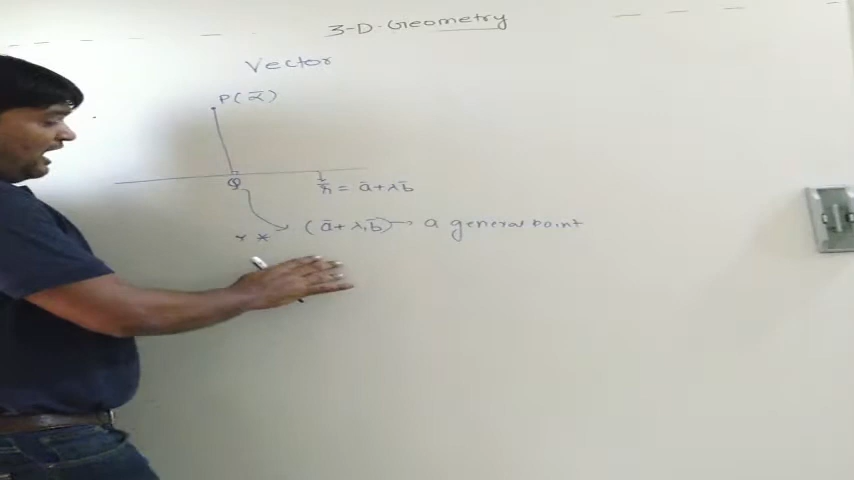 3-D-Geometry
Vector
P(ᾱ)
Q
r̄ = ā+λb̄
* * (ā+λ₁b̄) → a general point